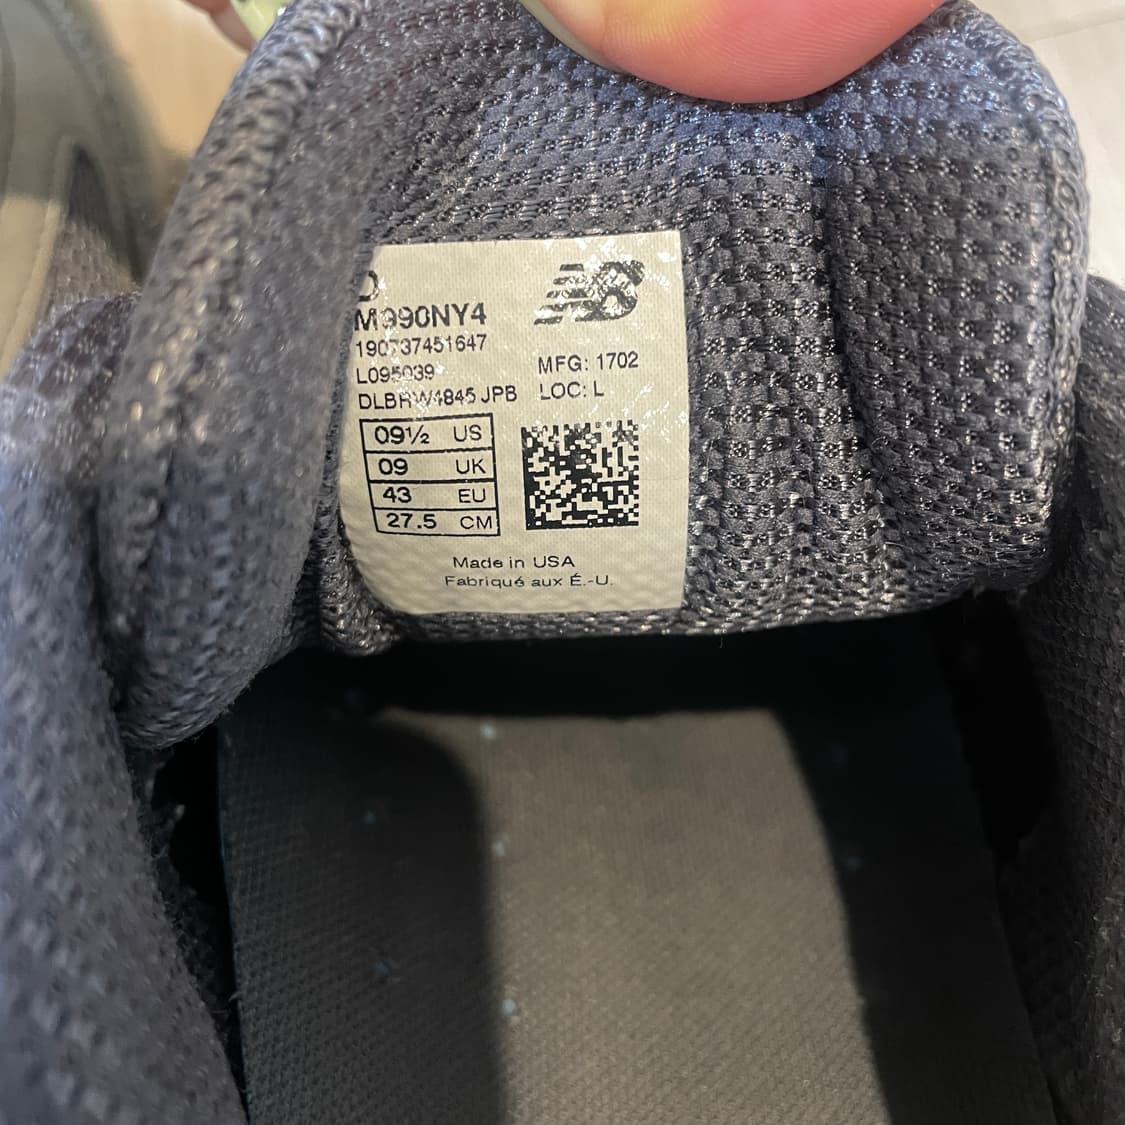 D
NB
M990NY4
190737451647
L095039
DLBRW4845 JPB
MFG: 1702
LOC: L
09½ US
09 UK
43 EU
27.5 CM
Made in USA
Fabriqué aux É.-U.